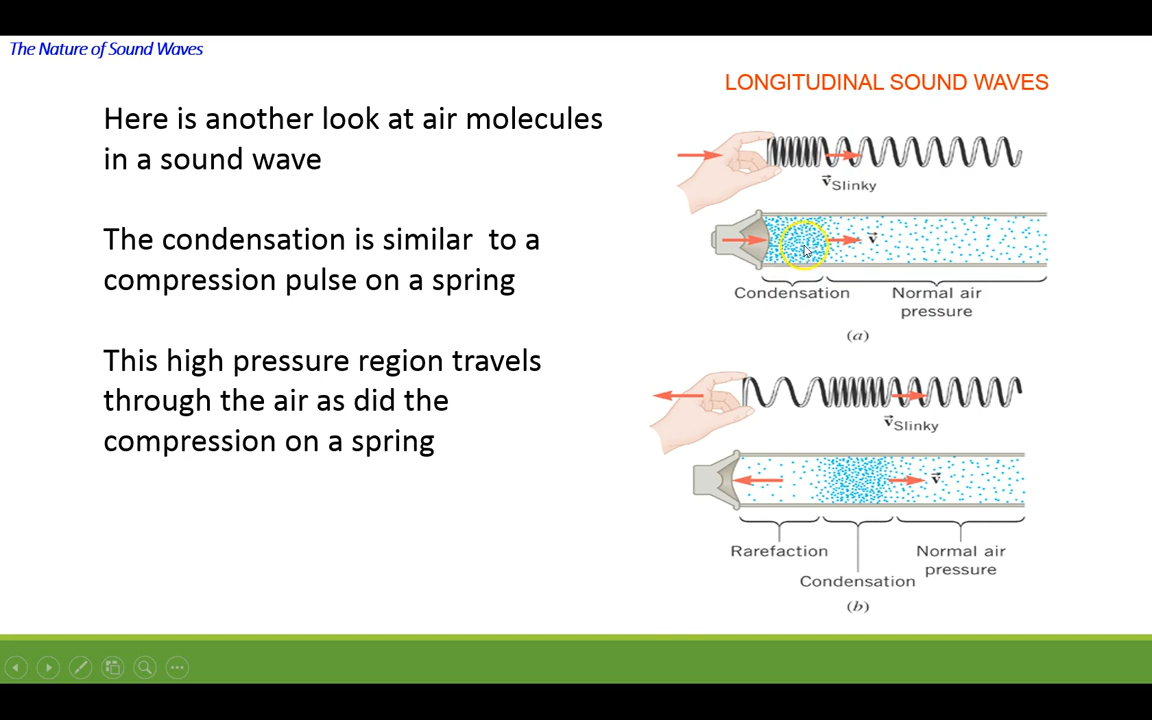 The Nature of Sound Waves
LONGITUDINAL SOUND WAVES
Here is another look at air molecules
in a sound wave
The condensation is similar  to a
compression pulse on a spring
This high pressure region travels
through the air as did the
compression on a spring
v Slinky
v
Condensation
Normal air
pressure
(a)
v Slinky
v
Rarefaction
Condensation
Normal air
pressure
(b)